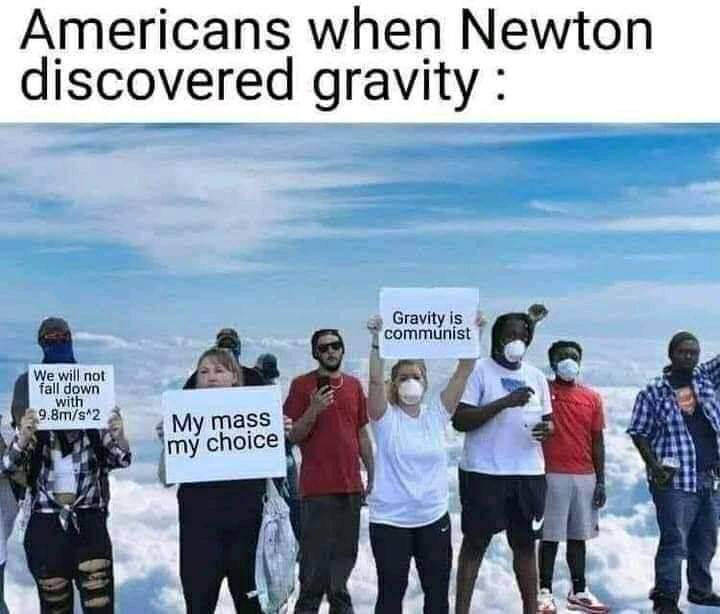 Americans when Newton
discovered gravity :
Gravity is
communist
We will not
fall down
with
9.8m/s^2
My mass
my choice